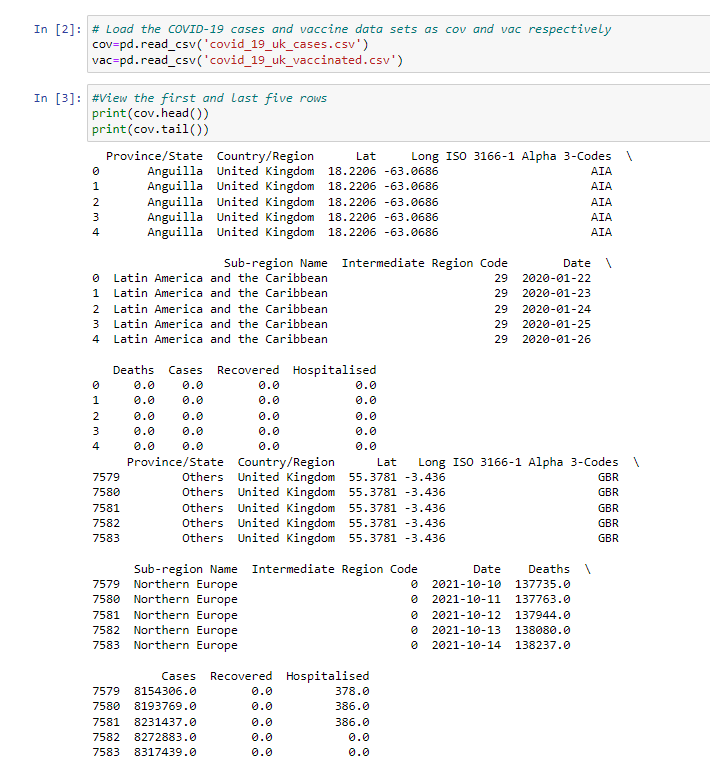 In [2]: # Load the COVID-19 cases and vaccine data sets as cov and vac respectively
cov=pd.read_csv('covid_19_uk_cases.csv')
vac=pd.read_csv('covid_19_uk_vaccinated.csv')
In [3]: #View the first and last five rows
print(cov.head())
print(cov.tail())
Province/State Country/Region Lat Long ISO 3166-1 Alpha 3-Codes \
0 Anguilla United Kingdom 18.2206 -63.0686 AIA
1 Anguilla United Kingdom 18.2206 -63.0686 AIA
2 Anguilla United Kingdom 18.2206 -63.0686 AIA
3 Anguilla United Kingdom 18.2206 -63.0686 AIA
4 Anguilla United Kingdom 18.2206 -63.0686 AIA
Sub-region Name Intermediate Region Code Date \
0 Latin America and the Caribbean 29 2020-01-22
1 Latin America and the Caribbean 29 2020-01-23
2 Latin America and the Caribbean 29 2020-01-24
3 Latin America and the Caribbean 29 2020-01-25
4 Latin America and the Caribbean 29 2020-01-26
Deaths Cases Recovered Hospitalised
0 0.0 0.0 0.0 0.0
1 0.0 0.0 0.0 0.0
2 0.0 0.0 0.0 0.0
3 0.0 0.0 0.0 0.0
4 0.0 0.0 0.0 0.0
Province/State Country/Region Lat Long ISO 3166-1 Alpha 3-Codes \
7579 Others United Kingdom 55.3781 -3.436 GBR
7580 Others United Kingdom 55.3781 -3.436 GBR
7581 Others United Kingdom 55.3781 -3.436 GBR
7582 Others United Kingdom 55.3781 -3.436 GBR
7583 Others United Kingdom 55.3781 -3.436 GBR
Sub-region Name Intermediate Region Code Date Deaths \
7579 Northern Europe 0 2021-10-10 137735.0
7580 Northern Europe 0 2021-10-11 137763.0
7581 Northern Europe 0 2021-10-12 137944.0
7582 Northern Europe 0 2021-10-13 138080.0
7583 Northern Europe 0 2021-10-14 138237.0
Cases Recovered Hospitalised
7579 8154306.0 0.0 378.0
7580 8193769.0 0.0 386.0
7581 8231437.0 0.0 386.0
7582 8272883.0 0.0 0.0
7583 8317439.0 0.0 0.0